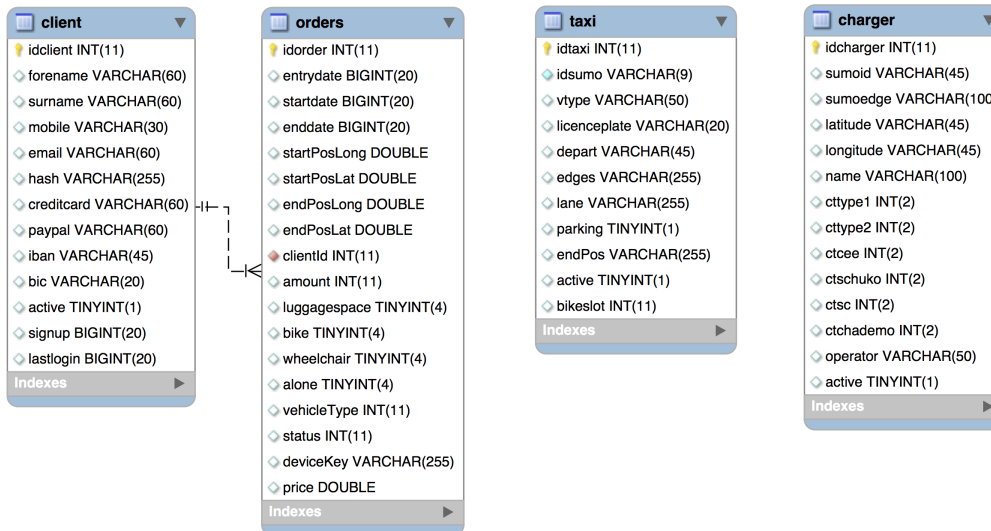 client
idclient INT(11)
forename VARCHAR(60)
surname VARCHAR(60)
mobile VARCHAR(30)
email VARCHAR(60)
hash VARCHAR(255)
creditcard VARCHAR(60)
paypal VARCHAR(60)
iban VARCHAR(45)
bic VARCHAR(20)
active TINYINT(1)
signup BIGINT(20)
lastlogin BIGINT(20)
Indexes
orders
idorder INT(11)
entrydate BIGINT(20)
startdate BIGINT(20)
enddate BIGINT(20)
startPosLong DOUBLE
startPosLat DOUBLE
endPosLong DOUBLE
endPosLat DOUBLE
clientId INT(11)
amount INT(11)
luggagespace TINYINT(4)
bike TINYINT(4)
wheelchair TINYINT(4)
alone TINYINT(4)
vehicleType INT(11)
status INT(11)
deviceKey VARCHAR(255)
price DOUBLE
Indexes
taxi
idtaxi INT(11)
idsumo VARCHAR(9)
vtype VARCHAR(50)
licenceplate VARCHAR(20)
depart VARCHAR(45)
edges VARCHAR(255)
lane VARCHAR(255)
parking TINYINT(1)
endPos VARCHAR(255)
active TINYINT(1)
bikeslot INT(11)
Indexes
charger
idcharger INT(11)
sumoid VARCHAR(45)
sumoedge VARCHAR(100
latitude VARCHAR(45)
longitude VARCHAR(45)
name VARCHAR(100)
cttype1 INT(2)
cttype2 INT(2)
ctcee INT(2)
ctschuko INT(2)
ctsc INT(2)
ctchademo INT(2)
operator VARCHAR(50)
active TINYINT(1)
Indexes